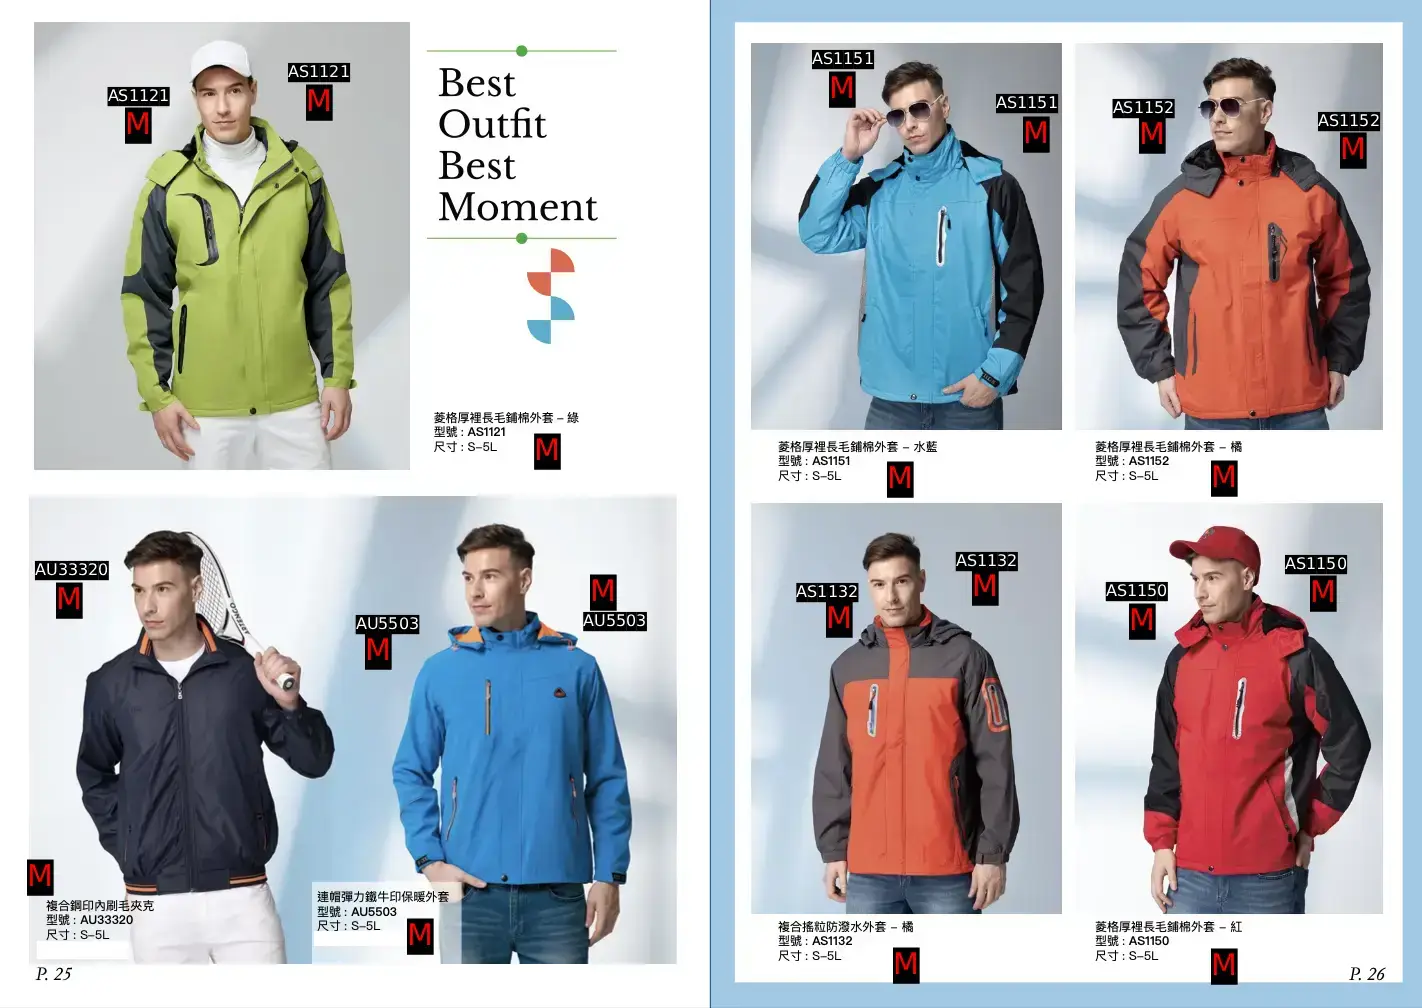 AS1121
M
AS1121
M
Best
Outfit
Best
Moment
菱格厚裡長毛鋪棉外套 – 綠
型號 : AS1121
尺寸 : S–5L
M
AU33320
M
AU5503
M
M
AU5503
M
複合鋼印內刷毛夾克
型號 : AU33320
尺寸 : S–5L
連帽彈力鐵牛印保暖外套
型號 : AU5503
尺寸 : S–5L
M
P. 25
AS1151
M
AS1151
M
AS1152
M
AS1152
M
菱格厚裡長毛鋪棉外套 – 水藍
型號 : AS1151
尺寸 : S–5L
M
菱格厚裡長毛鋪棉外套 – 橘
型號 : AS1152
尺寸 : S–5L
M
AS1132
M
AS1132
M
AS1150
M
AS1150
M
複合搖粒防潑水外套 – 橘
型號 : AS1132
尺寸 : S–5L
M
菱格厚裡長毛鋪棉外套 – 紅
型號 : AS1150
尺寸 : S–5L
M
P. 26